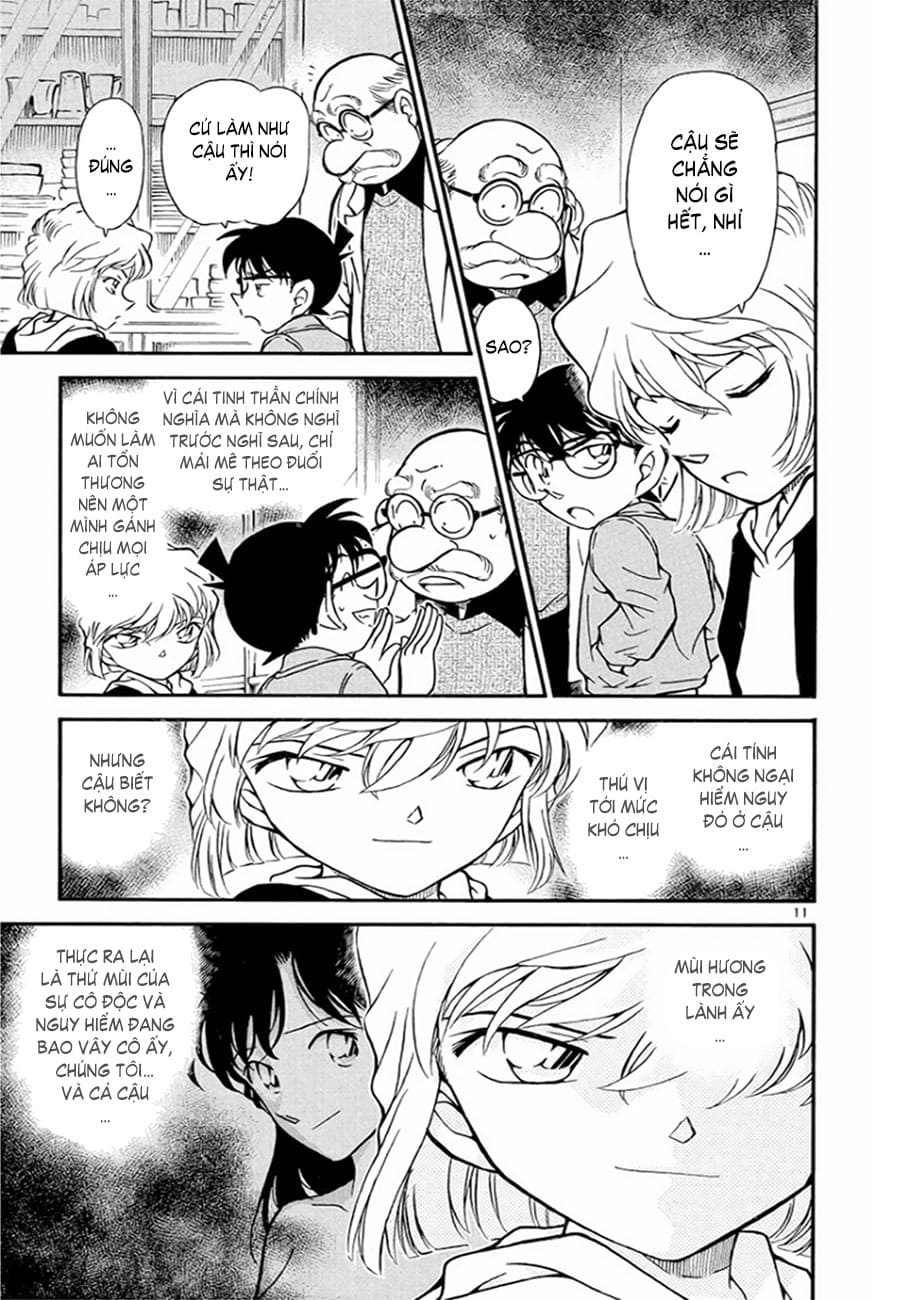 CẬU SẼ
CHẲNG
NÓI GÌ
HẾT, NHỈ
...
SAO?
CỨ LÀM NHƯ
CẬU THÌ NÓI
ẤY!
...
ĐÚNG
...
VÌ CÁI TINH THẦN CHÍNH
NGHĨA MÀ KHÔNG NGHĨ
TRƯỚC NGHĨ SAU, CHỈ
MẢI MÊ THEO ĐUỔI
SỰ THẬT...
KHÔNG
MUỐN LÀM
AI TỔN
THƯƠNG
NÊN MỘT
MÌNH GÁNH
CHỊU MỌI
ÁP LỰC
...
CÁI TÍNH
KHÔNG NGẠI
HIỂM NGUY
ĐÓ Ở CẬU
...
THÚ VỊ
TỚI MỨC
KHÓ CHỊU
...
NHƯNG
CẬU BIẾT
KHÔNG?
11
MÙI HƯƠNG
TRONG
LÀNH ẤY
...
THỰC RA LẠI
LÀ THỨ MÙI CỦA
SỰ CÔ ĐỘC VÀ
NGUY HIỂM ĐANG
BAO VÂY CÔ ẤY,
CHÚNG TÔI...
VÀ CẢ CẬU
...